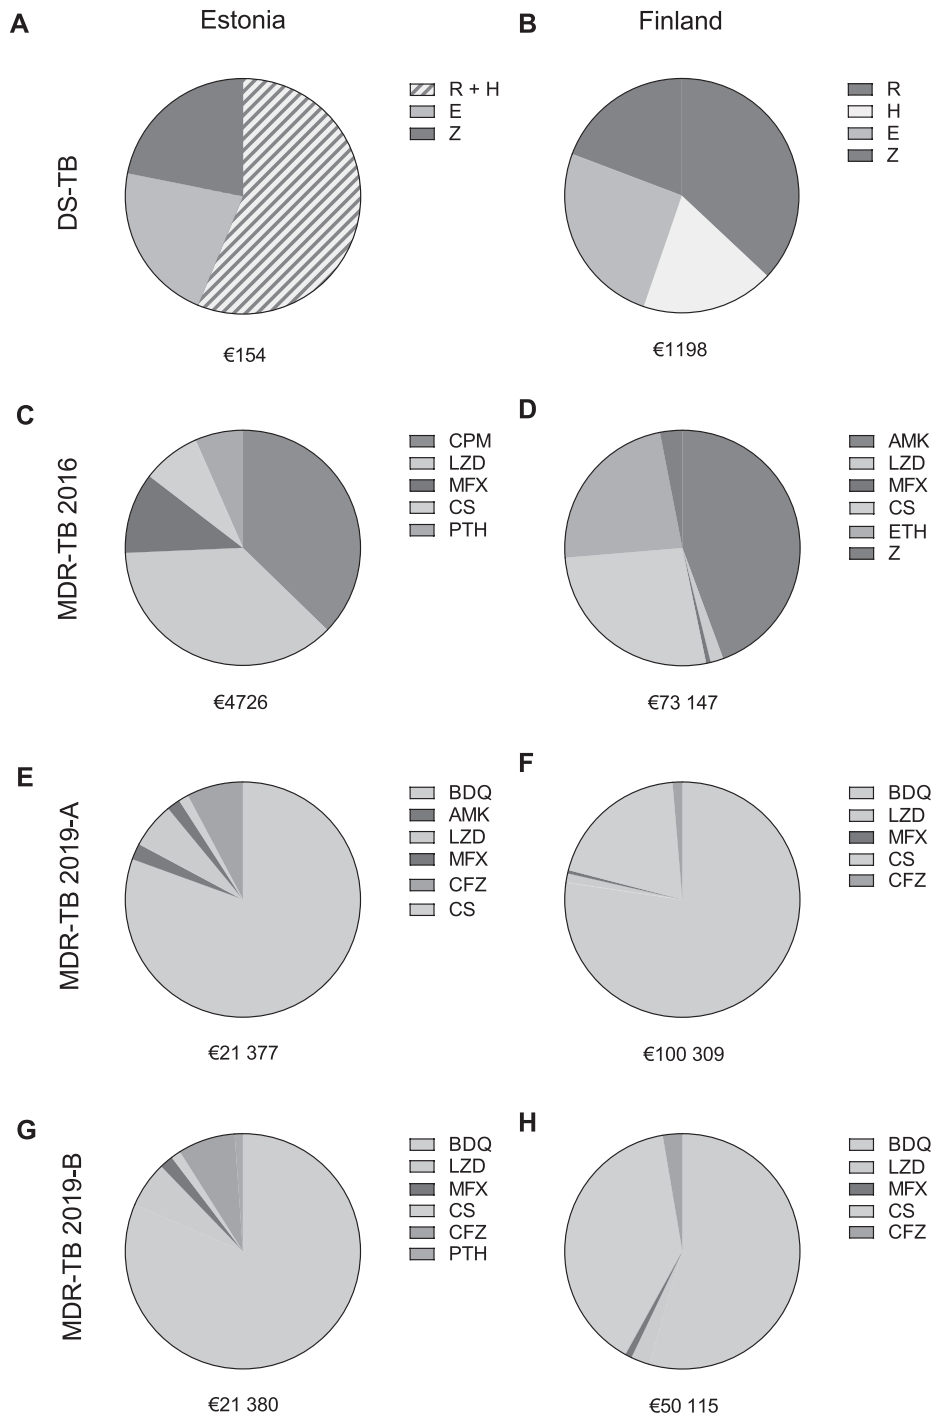 A
Estonia
B
Finland
DS-TB
R + H
E
Z
R
H
E
Z
€154
€1198
C
D
MDR-TB 2016
CPM
LZD
MFX
CS
PTH
AMK
LZD
MFX
CS
ETH
Z
€4726
€73 147
E
F
MDR-TB 2019-A
BDQ
AMK
LZD
MFX
CFZ
CS
BDQ
LZD
MFX
CS
CFZ
€21 377
€100 309
G
H
MDR-TB 2019-B
BDQ
LZD
MFX
CS
CFZ
PTH
BDQ
LZD
MFX
CS
CFZ
€21 380
€50 115